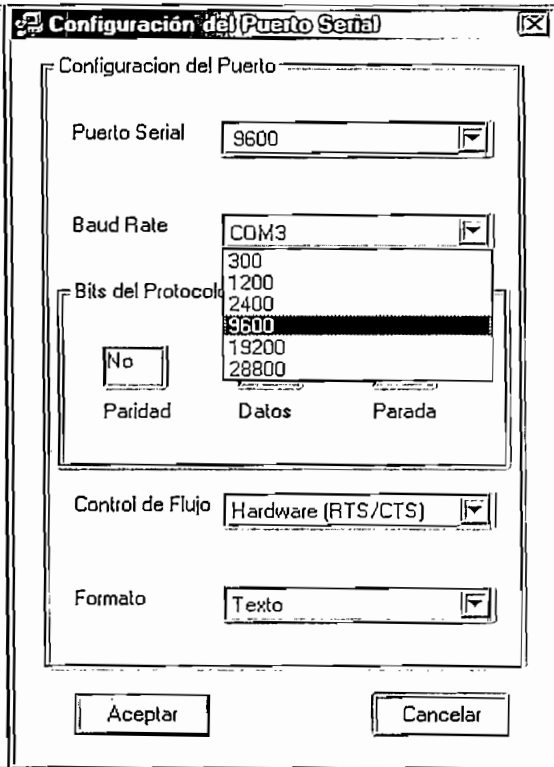 Configuración del Puerto Serial
Configuracion del Puerto
Puerto Serial 9600
Baud Rate COM3
300
1200
2400
9600
19200
28800
Bits del Protocolo
No
Paridad Datos Parada
Control de Flujo Hardware (RTS/CTS)
Formato Texto
Aceptar Cancelar